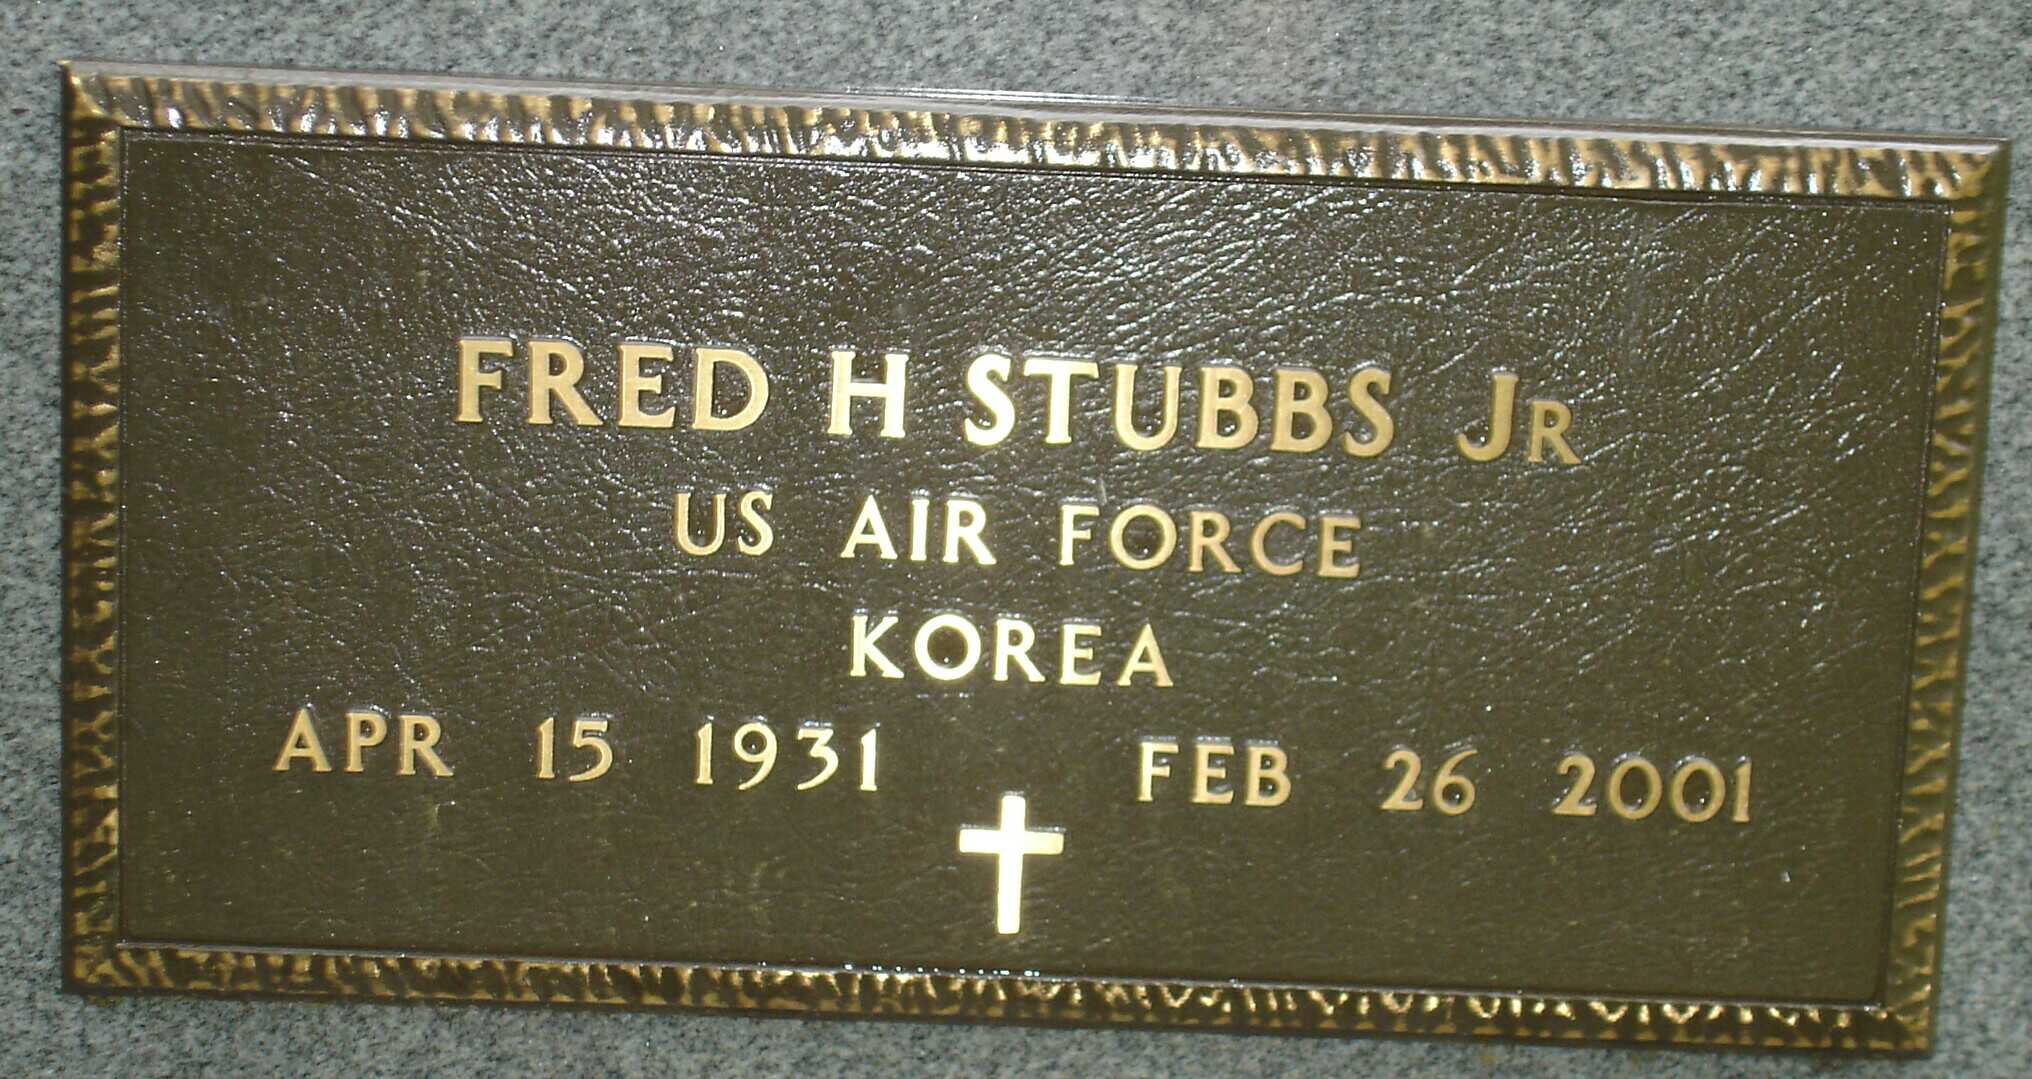 FRED H STUBBS JR
US AIR FORCE
KOREA
APR 15 1931 FEB 26 2001